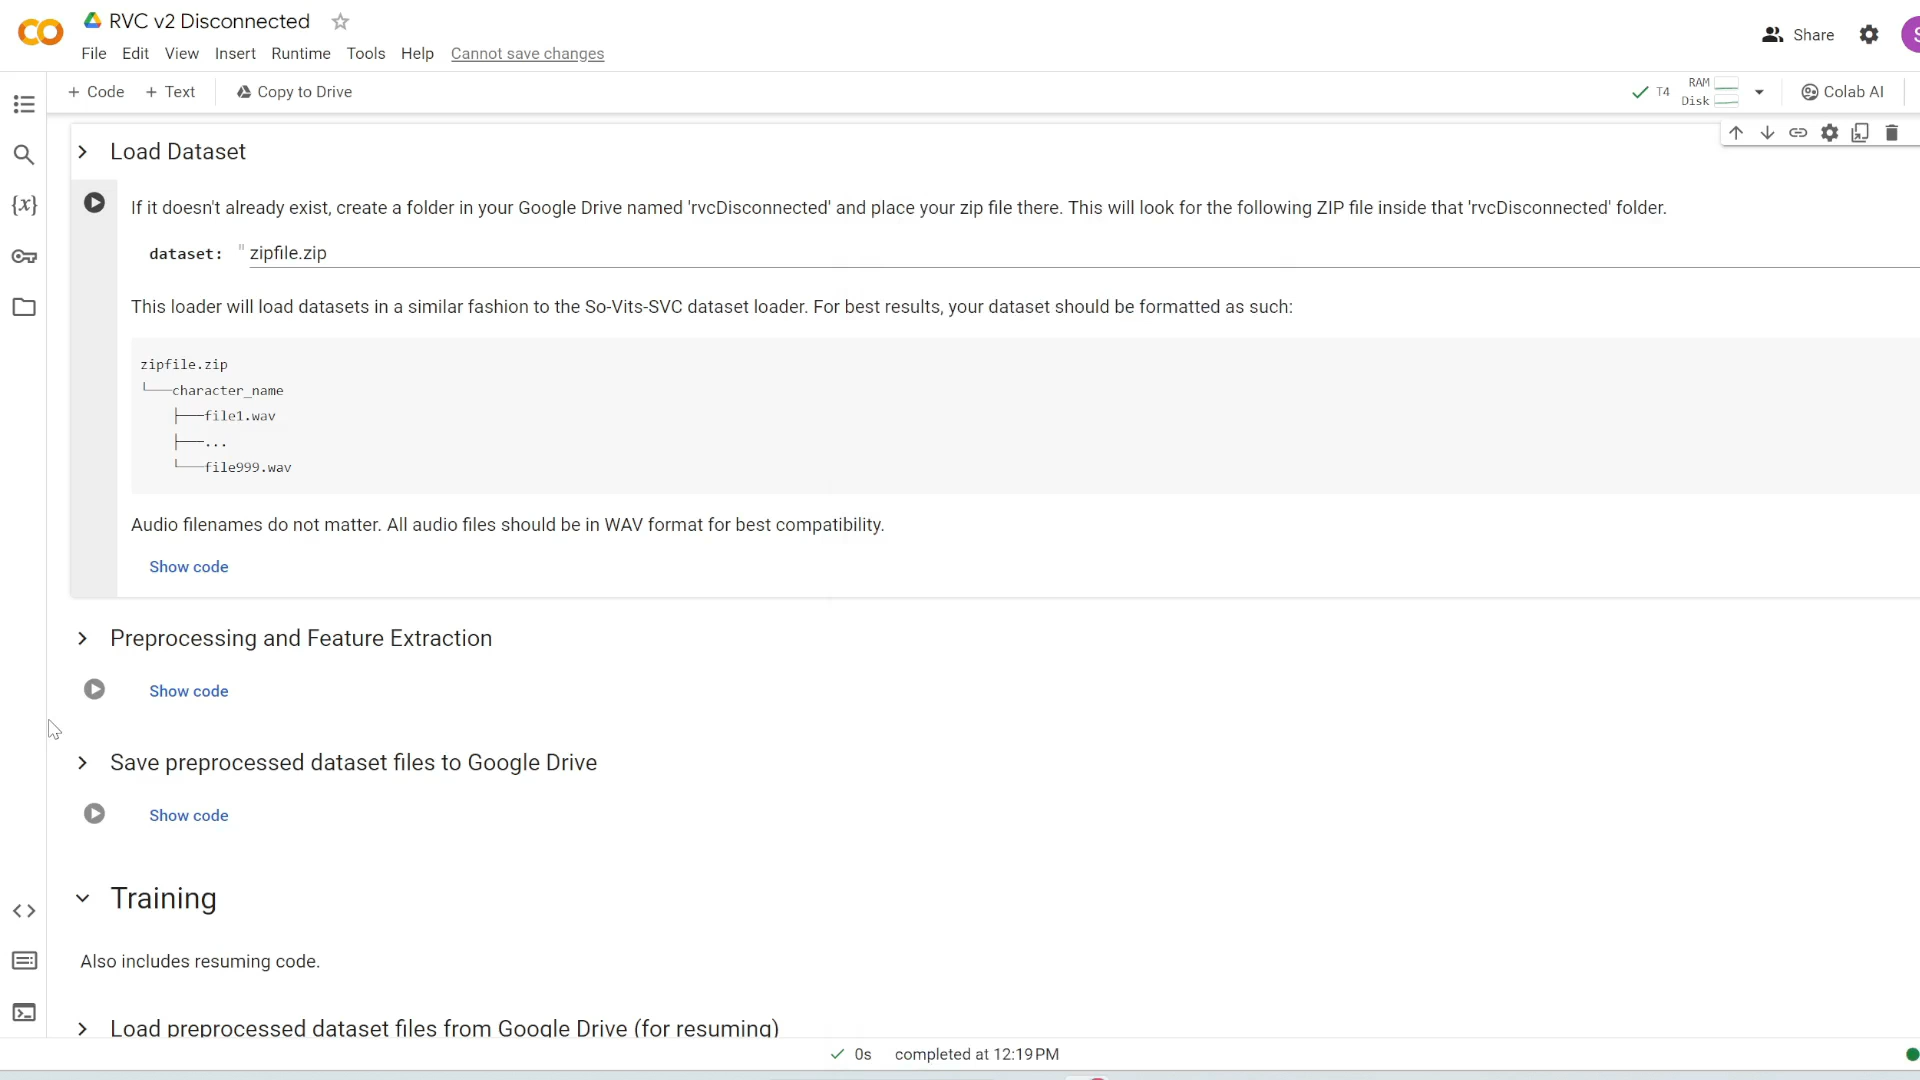 RVC v2 Disconnected
File Edit View Insert Runtime Tools Help Cannot save changes
Share
+ Code + Text Copy to Drive
T4 RAM Disk
Colab AI
Load Dataset
If it doesn't already exist, create a folder in your Google Drive named 'rvcDisconnected' and place your zip file there. This will look for the following ZIP file inside that 'rvcDisconnected' folder.
dataset: " zipfile.zip
This loader will load datasets in a similar fashion to the So-Vits-SVC dataset loader. For best results, your dataset should be formatted as such:
zipfile.zip
└───character_name
    ├───file1.wav
    ├───...
    └───file999.wav
Audio filenames do not matter. All audio files should be in WAV format for best compatibility.
Show code
Preprocessing and Feature Extraction
Show code
Save preprocessed dataset files to Google Drive
Show code
Training
Also includes resuming code.
Load preprocessed dataset files from Google Drive (for resuming)
0s completed at 12:19 PM